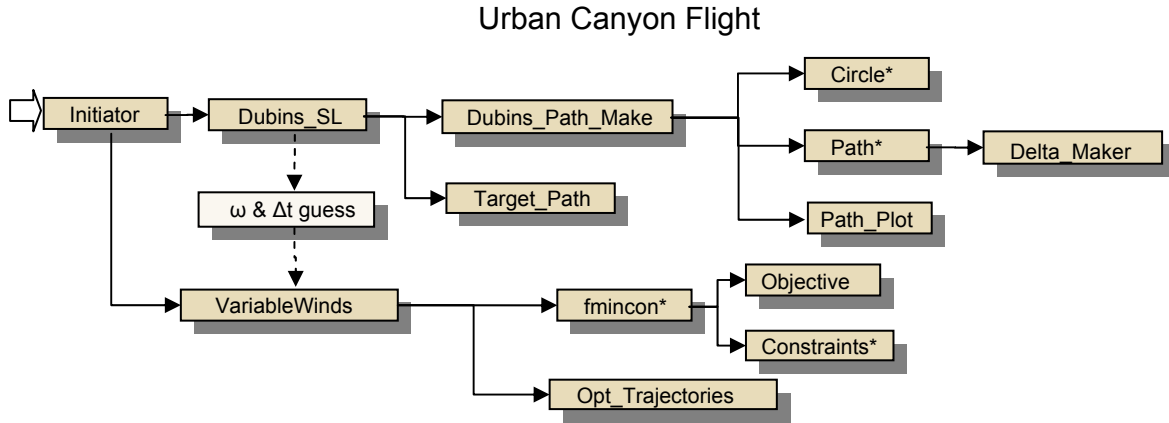 Urban Canyon Flight
Circle*
Initiator
Dubins_SL
Dubins_Path_Make
Path*
Delta_Maker
Target_Path
ω & Δt guess
Path_Plot
Objective
VariableWinds
fmincon*
Constraints*
Opt_Trajectories